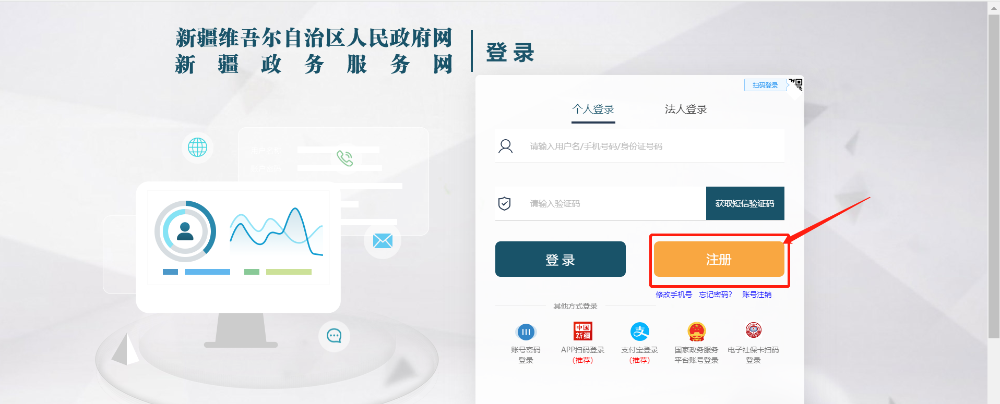 新疆维吾尔自治区人民政府网
新疆政务服务网
登录
扫码登录
个人登录 法人登录
请输入用户名/手机号码/身份证号码
请输入验证码 获取短信验证码
登录 注册
修改手机号 忘记密码? 账号注销
其他方式登录
账号密码
登录
中国
新疆
APP扫码登录
(推荐)
支
支付宝登录
(推荐)
国家政务服务
平台账号登录
电子社保卡扫码
登录